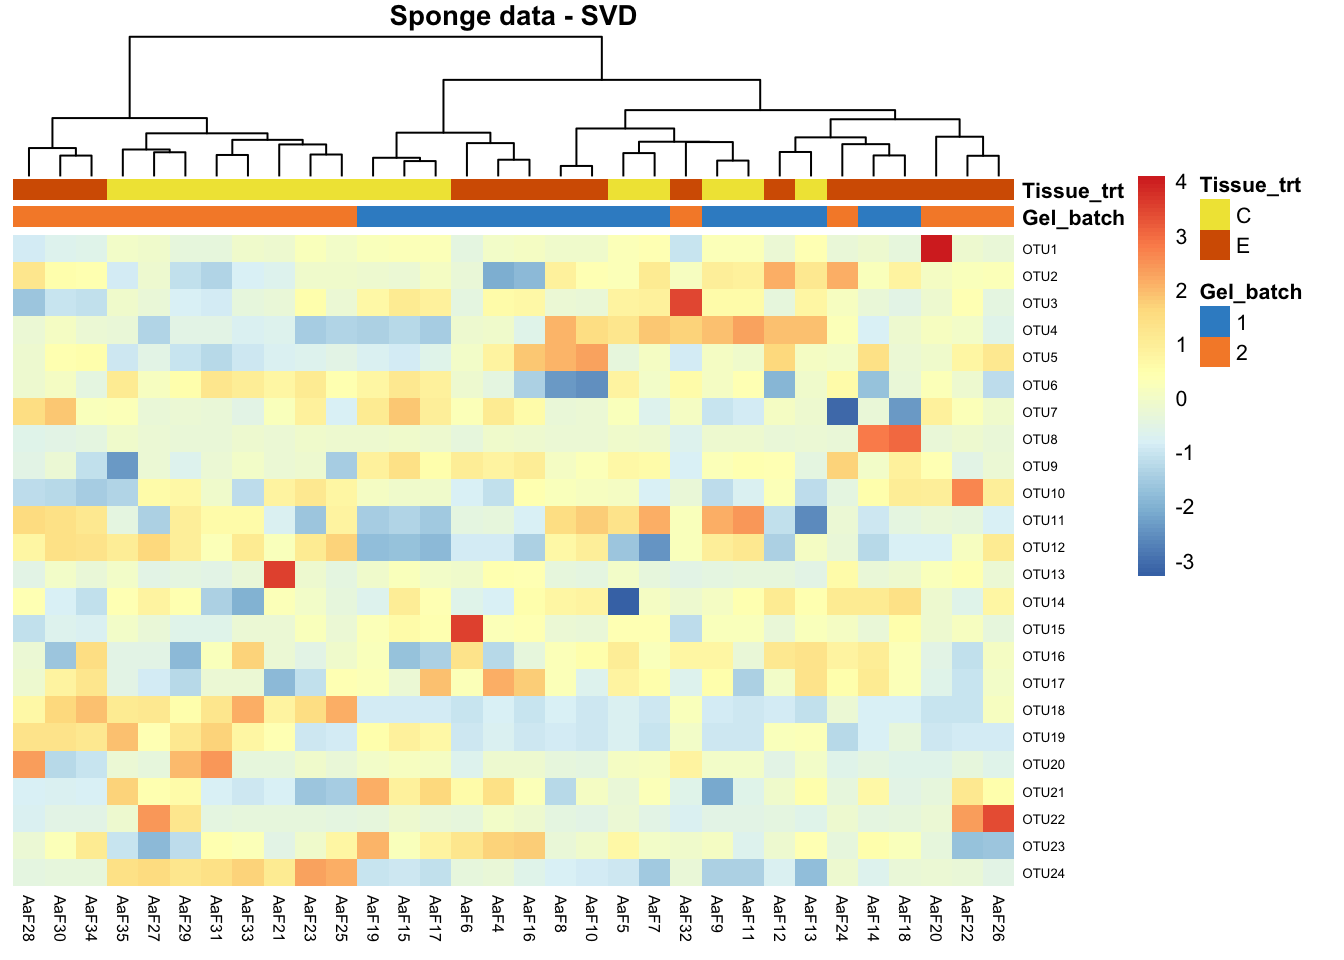 Sponge data - SVD
Tissue_trt
Gel_batch
OTU1
OTU2
OTU3
OTU4
OTU5
OTU6
OTU7
OTU8
OTU9
OTU10
OTU11
OTU12
OTU13
OTU14
OTU15
OTU16
OTU17
OTU18
OTU19
OTU20
OTU21
OTU22
OTU23
OTU24
AaF28 AaF30 AaF34 AaF35 AaF27 AaF29 AaF31 AaF33 AaF21 AaF23 AaF25 AaF19 AaF15 AaF17 AaF6 AaF4 AaF16 AaF8 AaF10 AaF5 AaF7 AaF32 AaF9 AaF11 AaF12 AaF13 AaF24 AaF14 AaF18 AaF20 AaF22 AaF26
4
3
2
1
0
-1
-2
-3
Tissue_trt
C
E
Gel_batch
1
2